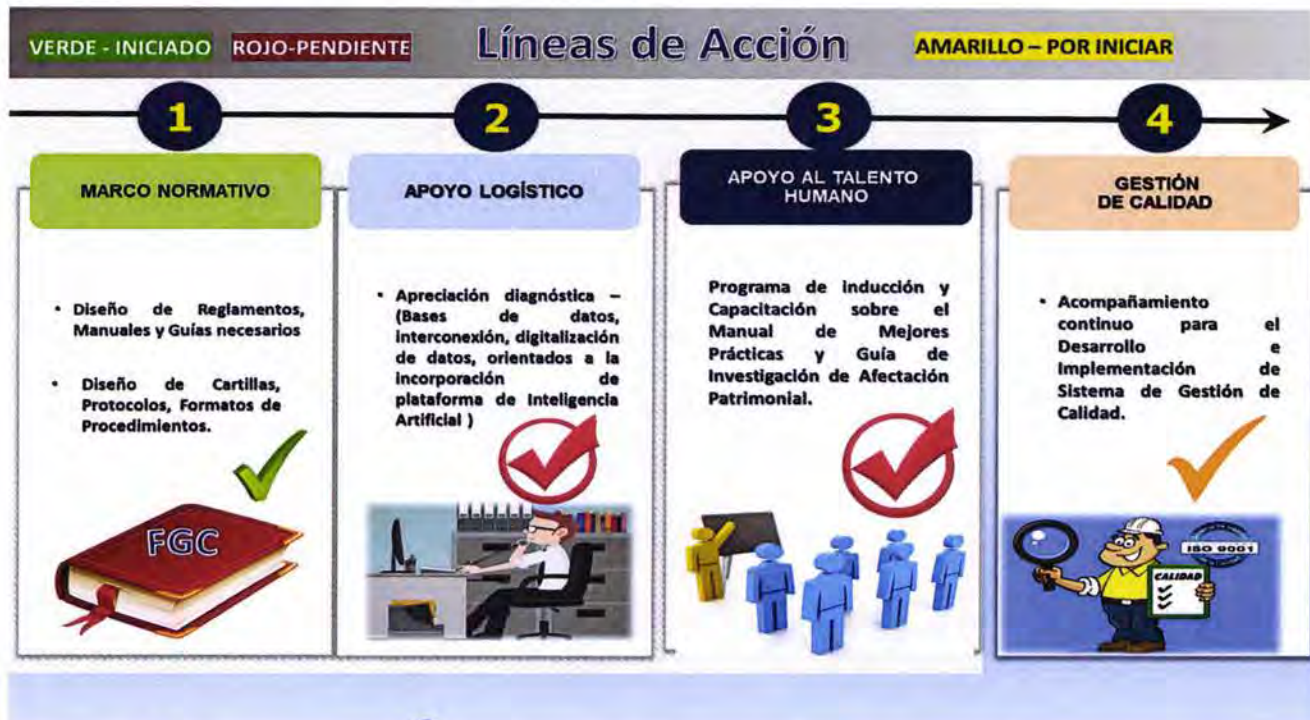 VERDE - INICIADO ROJO-PENDIENTE Líneas de Acción AMARILLO – POR INICIAR
1
2
3
4
MARCO NORMATIVO
• Diseño de Reglamentos,
Manuales y Guías necesarios
• Diseño de Cartillas,
Protocolos, Formatos de
Procedimientos.
FGC
APOYO LOGÍSTICO
• Apreciación diagnóstica –
(Bases de datos,
interconexión, digitalización
de datos, orientados a la
incorporación de
plataforma de Inteligencia
Artificial )
APOYO AL TALENTO
HUMANO
Programa de inducción y
Capacitación sobre el
Manual de Mejores
Prácticas y Guía de
Investigación de Afectación
Patrimonial.
GESTIÓN
DE CALIDAD
• Acompañamiento
continuo para el
Desarrollo e
Implementación de
Sistema de Gestión de
Calidad.
ISO 9001
CALIDAD